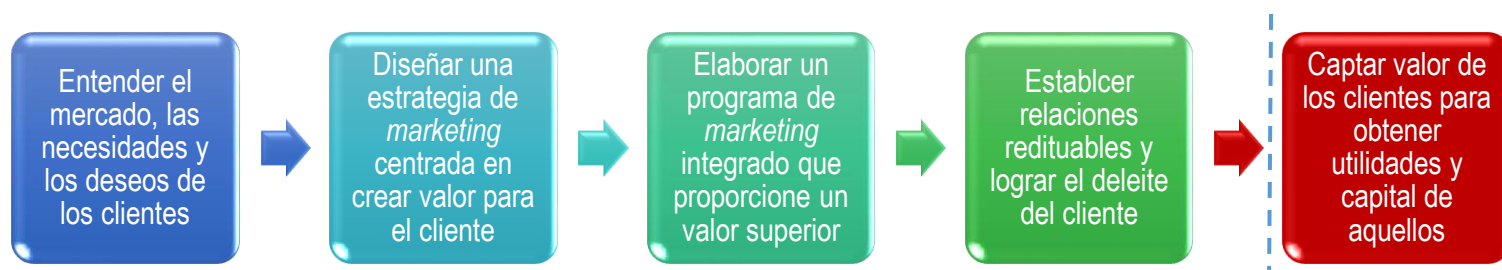 Entender el
mercado, las
necesidades y
los deseos de
los clientes
Diseñar una
estrategia de
marketing
centrada en
crear valor para
el cliente
Elaborar un
programa de
marketing
integrado que
proporcione un
valor superior
Establcer
relaciones
redituables y
lograr el deleite
del cliente
Captar valor de
los clientes para
obtener
utilidades y
capital de
aquellos